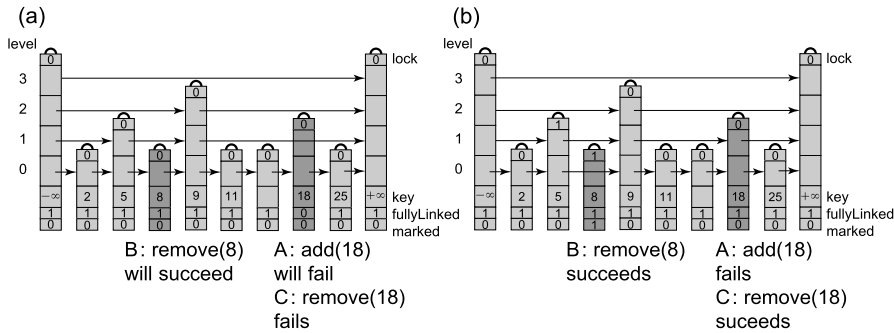 (a)
level
0 0 lock
3
0
2
0 0
1
0 0 0 0 0
0
−∞ 2 5 8 9 11 18 25 +∞ key
1 1 1 1 1 1 1 0 1 1 fullyLinked
0 0 0 0 0 0 0 0 0 0 marked
B: remove(8)
will succeed
A: add(18)
will fail
C: remove(18)
fails
(b)
0 0 lock
0
1 0
0 1 0 0 0
−∞ 2 5 8 9 11 18 25 +∞ key
1 1 1 1 1 1 1 1 1 1 fullyLinked
0 0 0 1 0 0 0 0 0 0 marked
B: remove(8)
succeeds
A: add(18)
fails
C: remove(18)
suceeds